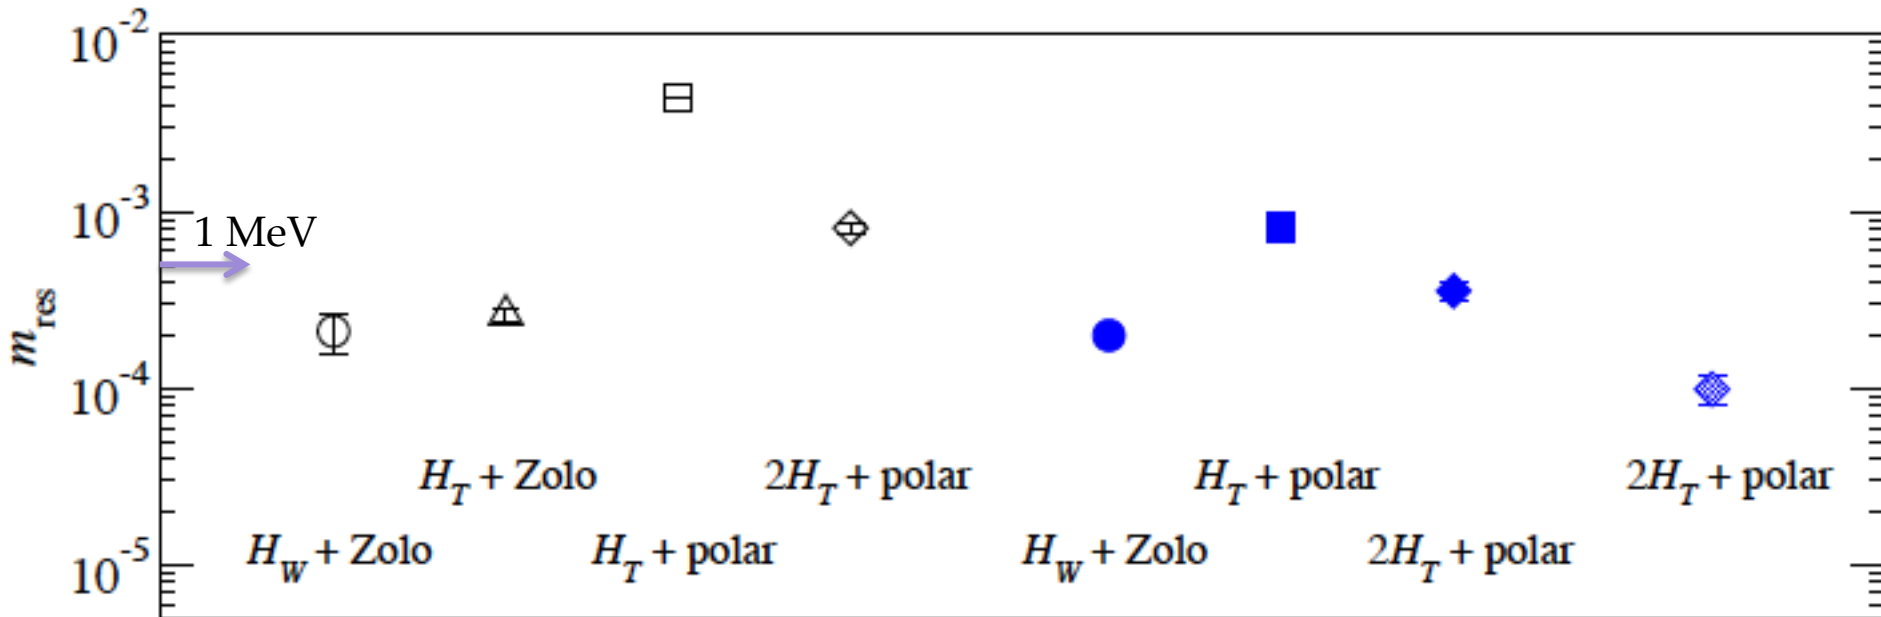 10^-2
10^-3
1 MeV
m_res
10^-4
H_T + Zolo 2H_T + polar H_T + polar 2H_T + polar
H_W + Zolo H_T + polar H_W + Zolo 2H_T + polar
10^-5